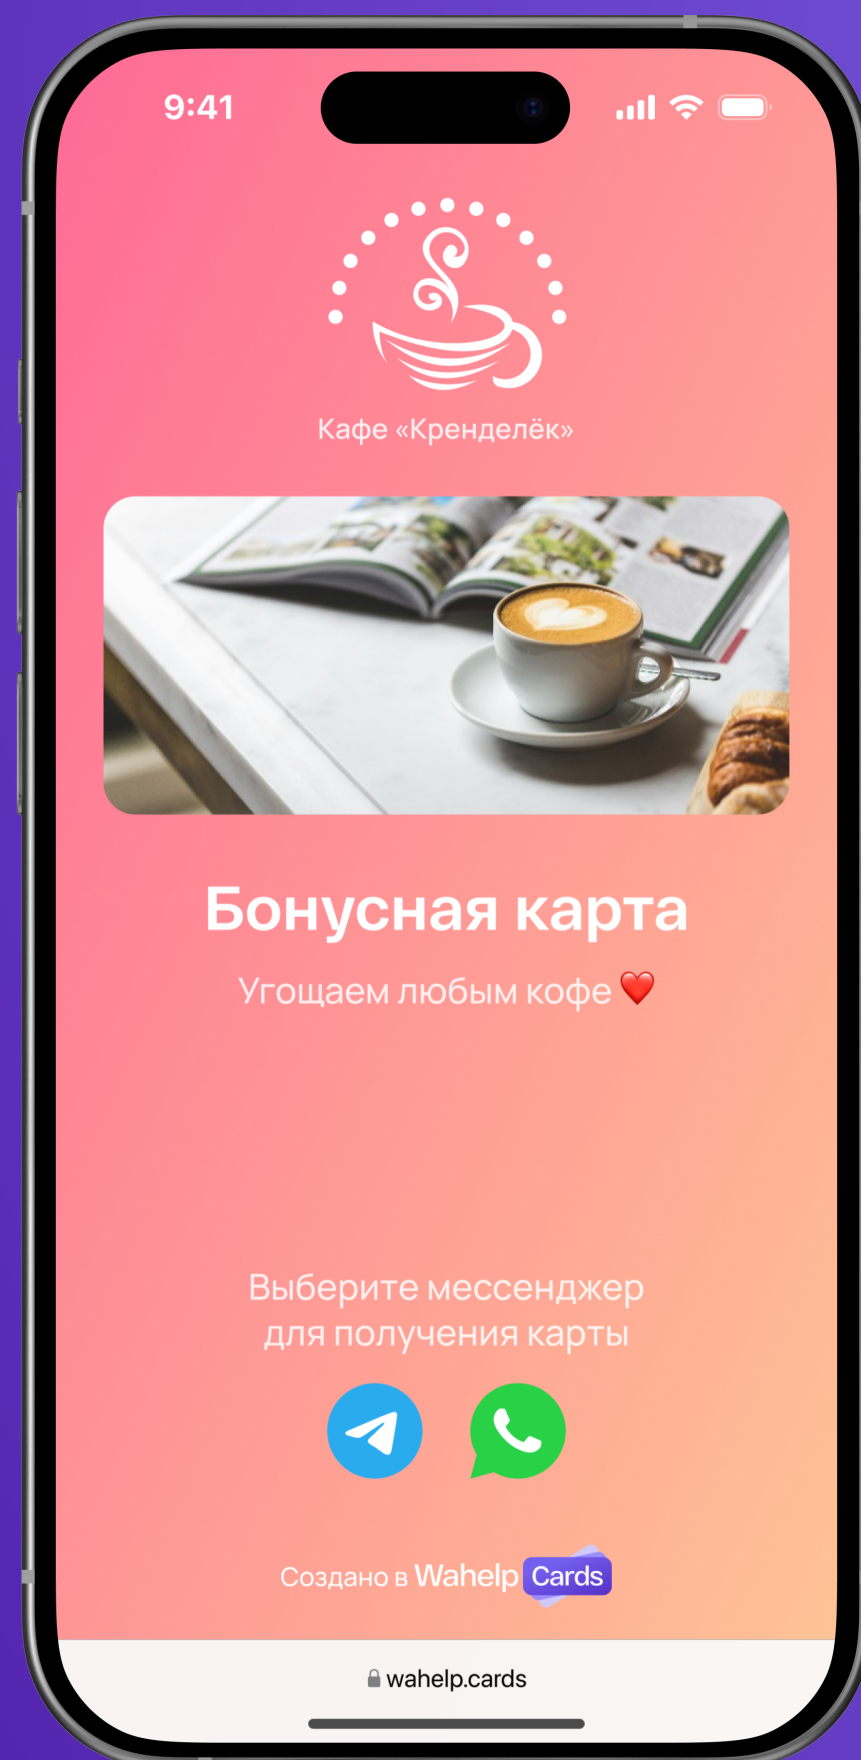 9:41
Кафе «Кренделёк»
Бонусная карта
Угощаем любым кофе ❤️
Выберите мессенджер
для получения карты
Создано в Wahelp Cards
wahelp.cards